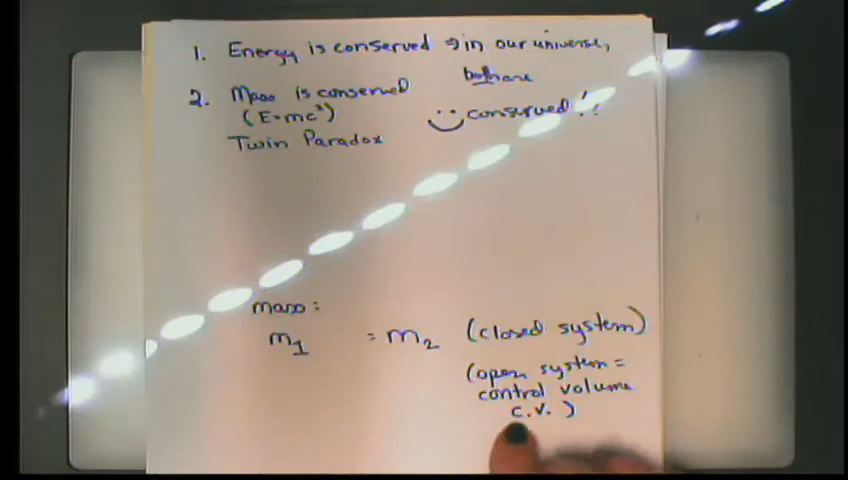 1. Energy is conserved ⇒ in our universe,
both are
2. Mass is conserved
(E=mc²) conserved!!
Twin Paradox
mass:
m₁ = m₂ (closed system)
(open system =
control volume
c.v. )